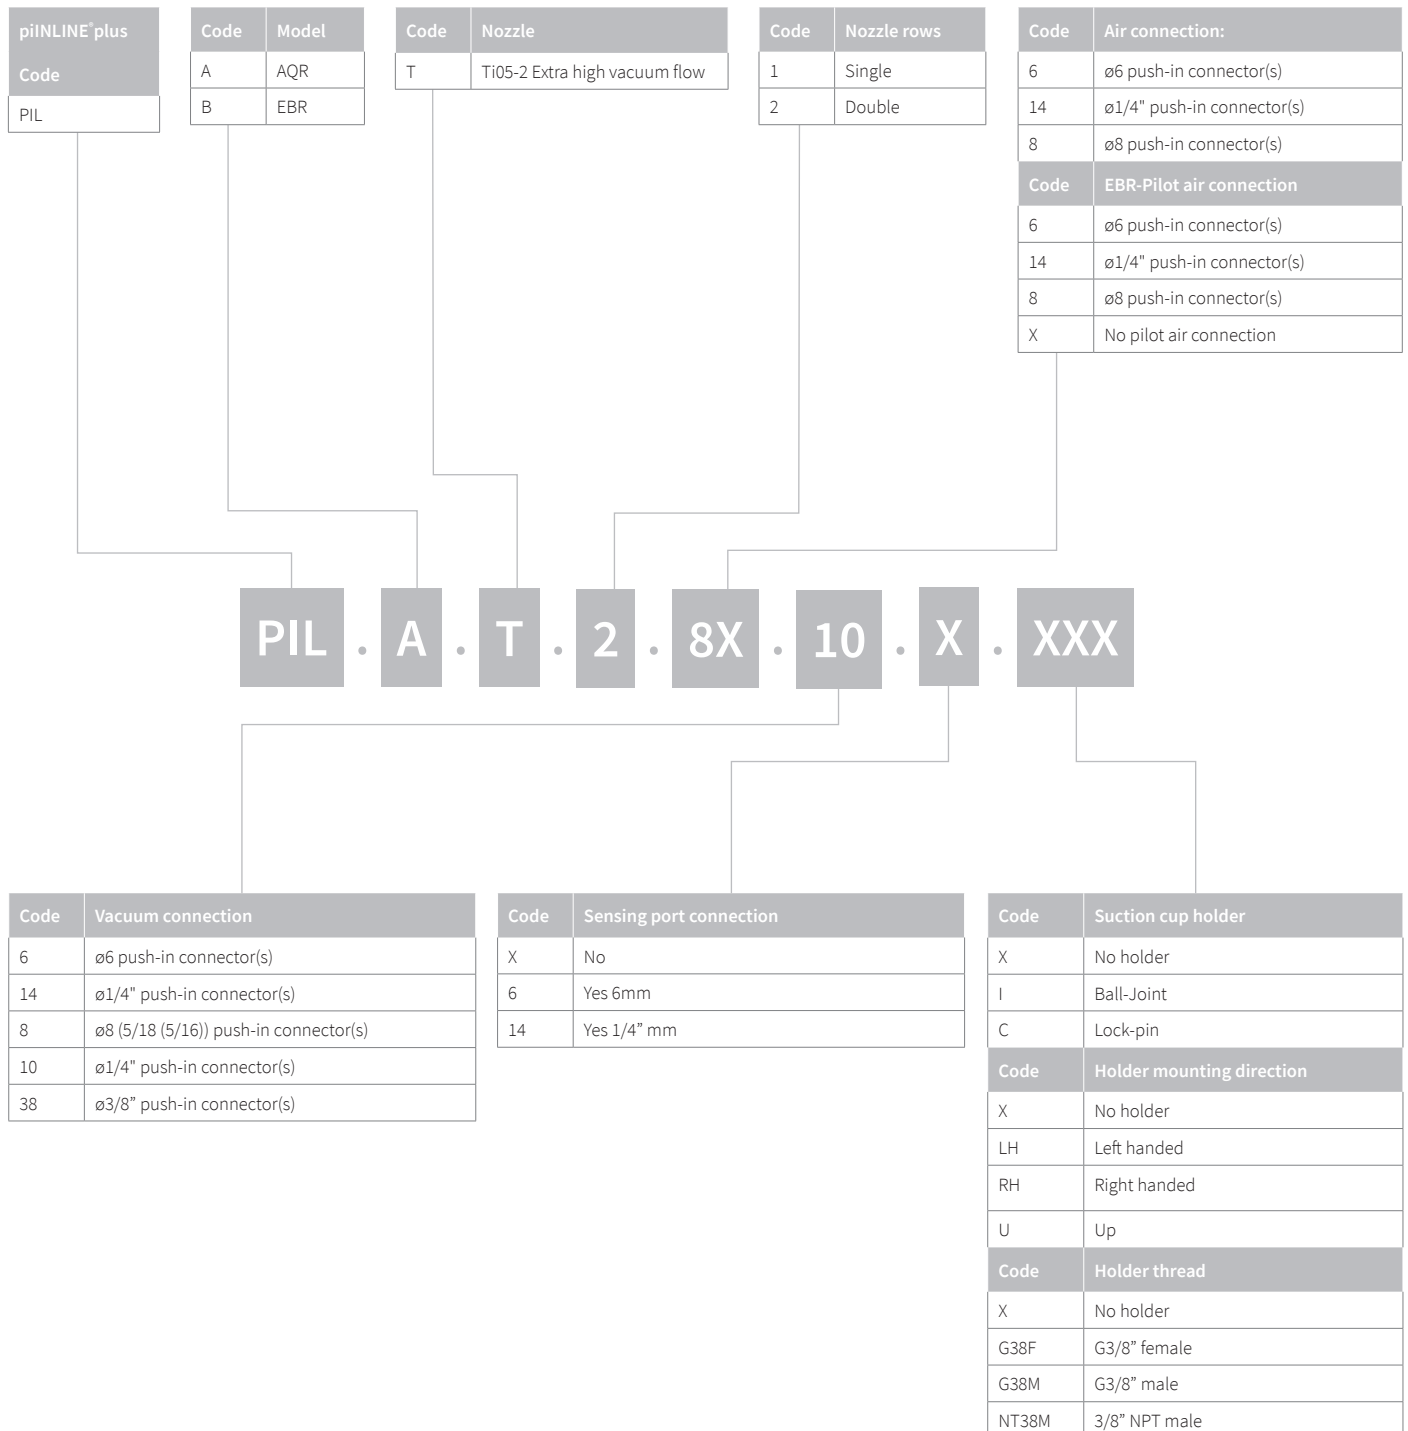 piINLINE®plus
Code
PIL
Code Model
A AQR
B EBR
Code Nozzle
T Ti05-2 Extra high vacuum flow
Code Nozzle rows
1 Single
2 Double
Code Air connection:
6 ø6 push-in connector(s)
14 ø1/4" push-in connector(s)
8 ø8 push-in connector(s)
Code EBR-Pilot air connection
6 ø6 push-in connector(s)
14 ø1/4" push-in connector(s)
8 ø8 push-in connector(s)
X No pilot air connection
PIL . A . T . 2 . 8X . 10 . X . XXX
Code Vacuum connection
6 ø6 push-in connector(s)
14 ø1/4" push-in connector(s)
8 ø8 (5/18 (5/16)) push-in connector(s)
10 ø1/4" push-in connector(s)
38 ø3/8” push-in connector(s)
Code Sensing port connection
X No
6 Yes 6mm
14 Yes 1/4” mm
Code Suction cup holder
X No holder
I Ball-Joint
C Lock-pin
Code Holder mounting direction
X No holder
LH Left handed
RH Right handed
U Up
Code Holder thread
X No holder
G38F G3/8” female
G38M G3/8” male
NT38M 3/8” NPT male